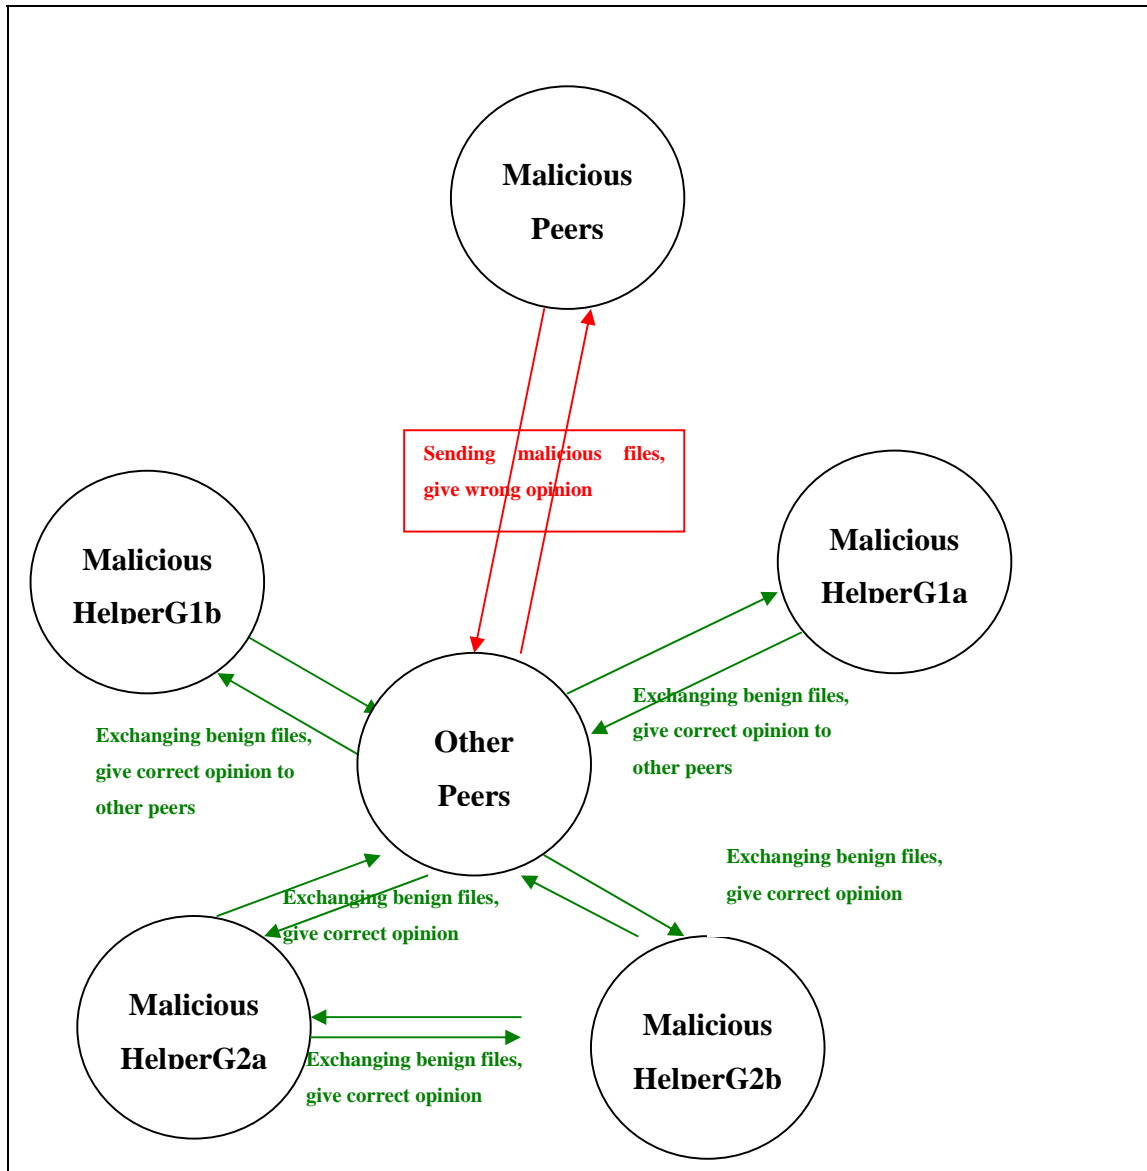 Malicious
Peers
Sending malicious files,
give wrong opinion
Malicious
HelperG1b
Malicious
HelperG1a
Exchanging benign files,
give correct opinion to
other peers
Other
Peers
Exchanging benign files,
give correct opinion to
other peers
Exchanging benign files,
give correct opinion
Exchanging benign files,
give correct opinion
Malicious
HelperG2a
Exchanging benign files,
give correct opinion
Malicious
HelperG2b